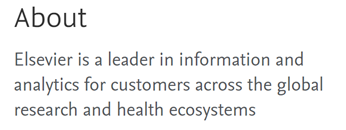 About
Elsevier is a leader in information and
analytics for customers across the global
research and health ecosystems